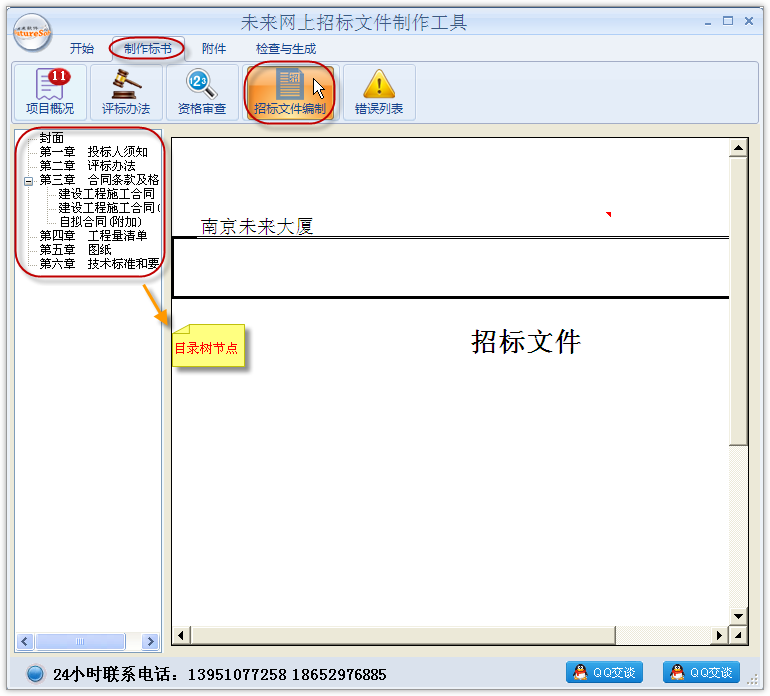 未来网上招标文件制作工具
开始 制作标书 附件 检查与生成
11
项目概况 评标办法 资格审查 招标文件编制 错误列表
封面
第一章 投标人须知
第二章 评标办法
第三章 合同条款及格
建设工程施工合同
建设工程施工合同(
自拟合同(附加)
第四章 工程量清单
第五章 图纸
第六章 技术标准和要
南京未来大厦
目录树节点
招标文件
24小时联系电话：13951077258 18652976885
QQ交谈 QQ交谈